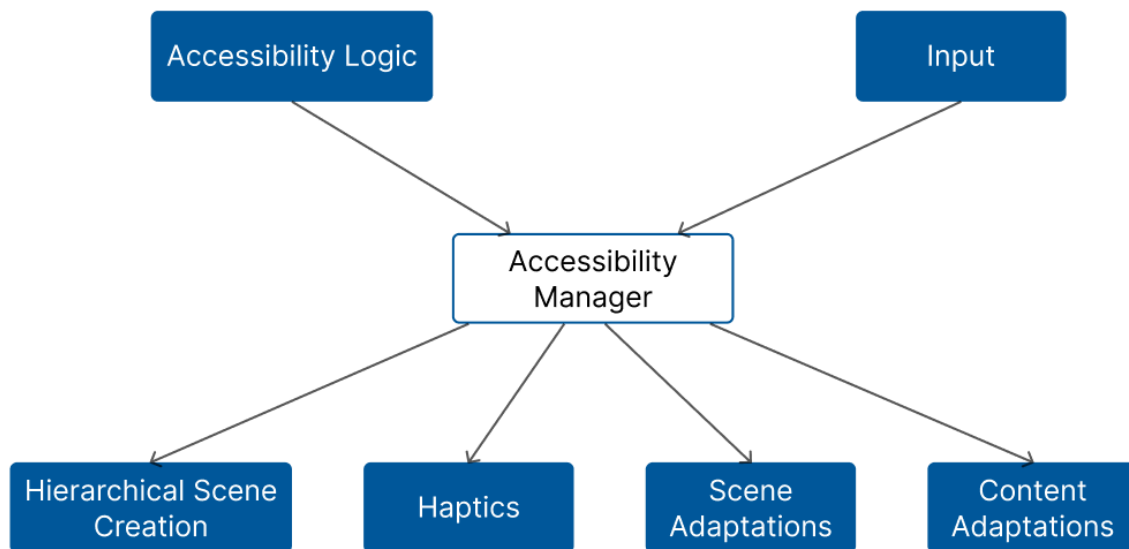 Accessibility Logic
Input
Accessibility
Manager
Hierarchical Scene
Creation
Haptics
Scene
Adaptations
Content
Adaptations